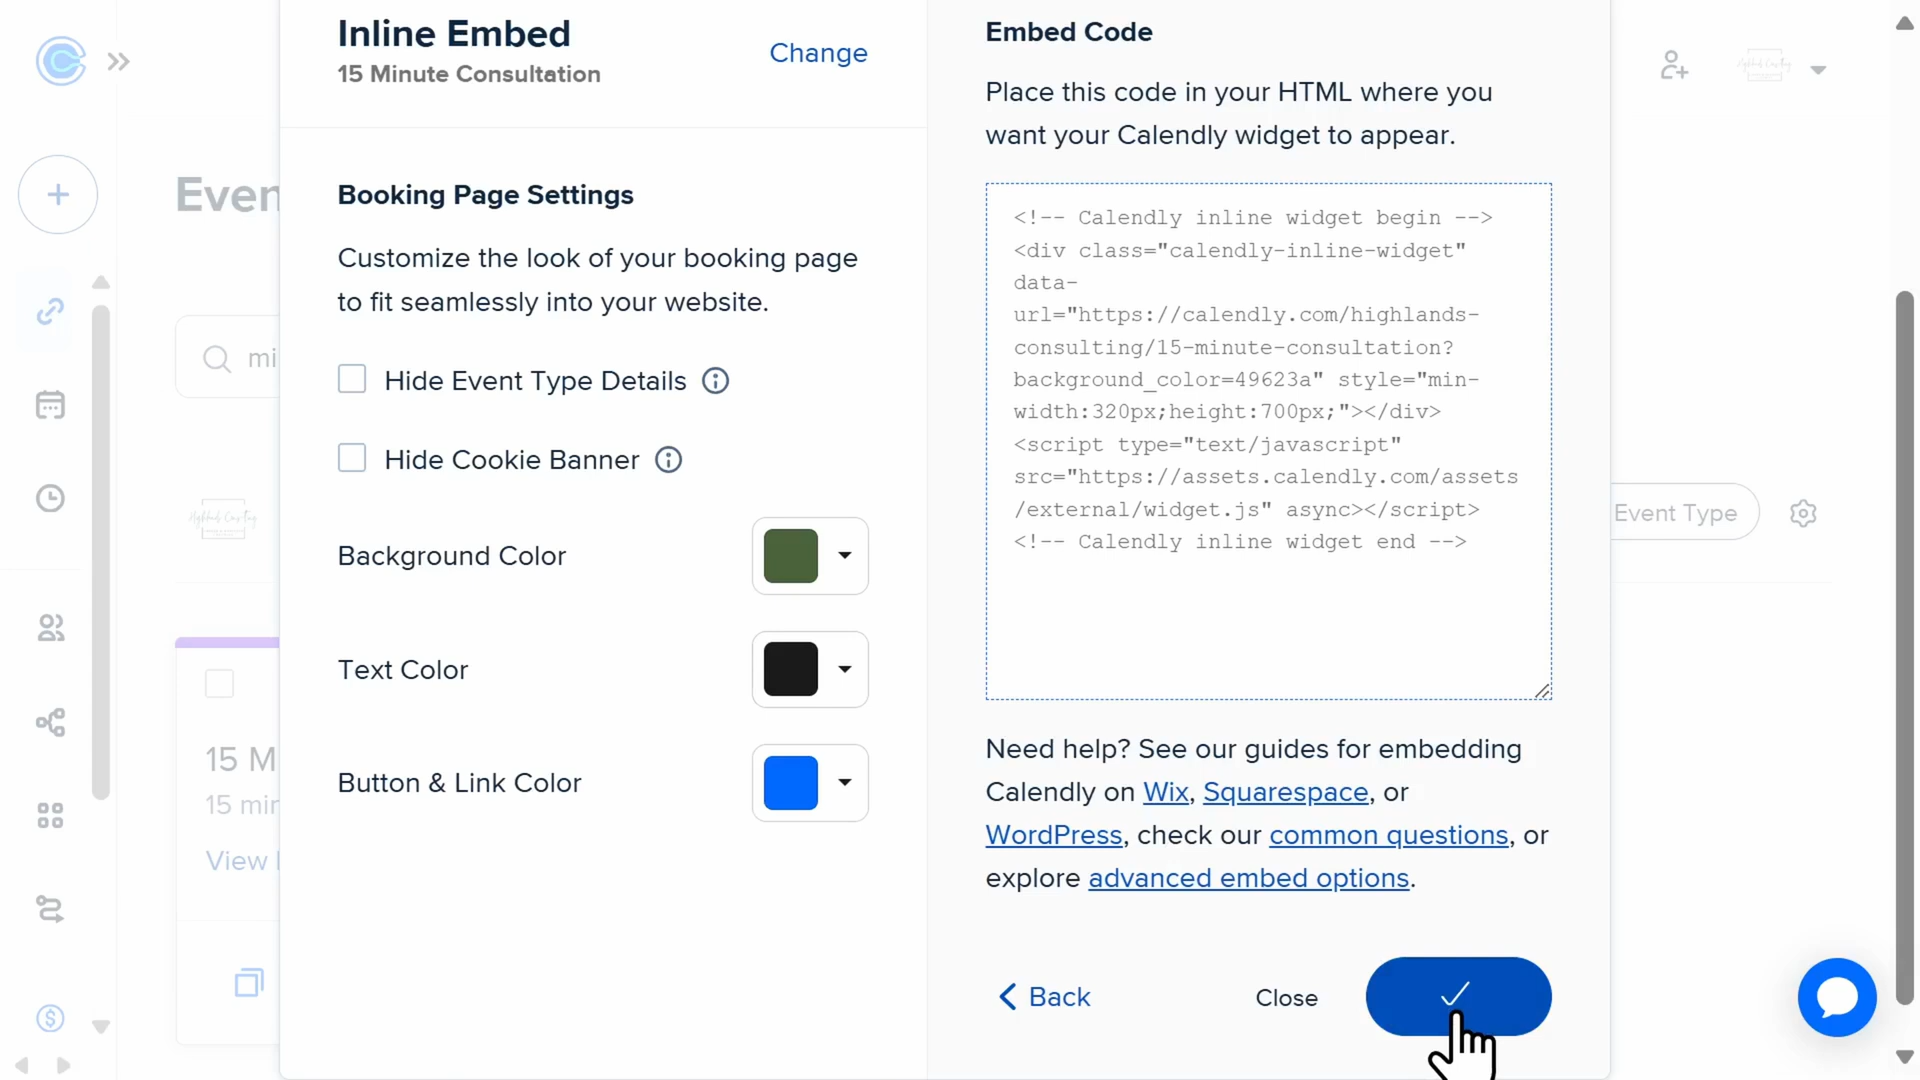 Inline Embed
15 Minute Consultation
Change
Booking Page Settings
Customize the look of your booking page
to fit seamlessly into your website.
Hide Event Type Details
Hide Cookie Banner
Background Color
Text Color
Button & Link Color
Embed Code
Place this code in your HTML where you
want your Calendly widget to appear.
<!-- Calendly inline widget begin -->
<div class="calendly-inline-widget"
data-
url="https://calendly.com/highlands-
consulting/15-minute-consultation?
background_color=49623a" style="min-
width:320px;height:700px;"></div>
<script type="text/javascript"
src="https://assets.calendly.com/assets
/external/widget.js" async></script>
<!-- Calendly inline widget end -->
Need help? See our guides for embedding
Calendly on Wix, Squarespace, or
WordPress, check our common questions, or
explore advanced embed options.
Back
Close
Even
mi
15 M
15 min
View
Event Type